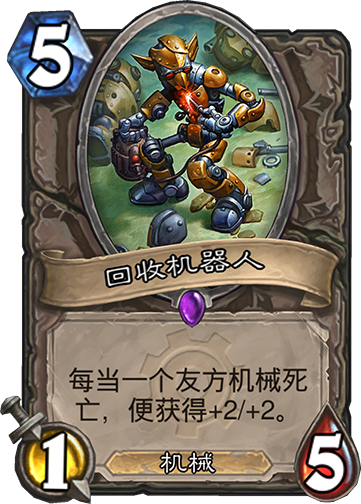 5
回收机器人
每当一个友方机械死
亡，便获得+2/+2。
1
机械
5